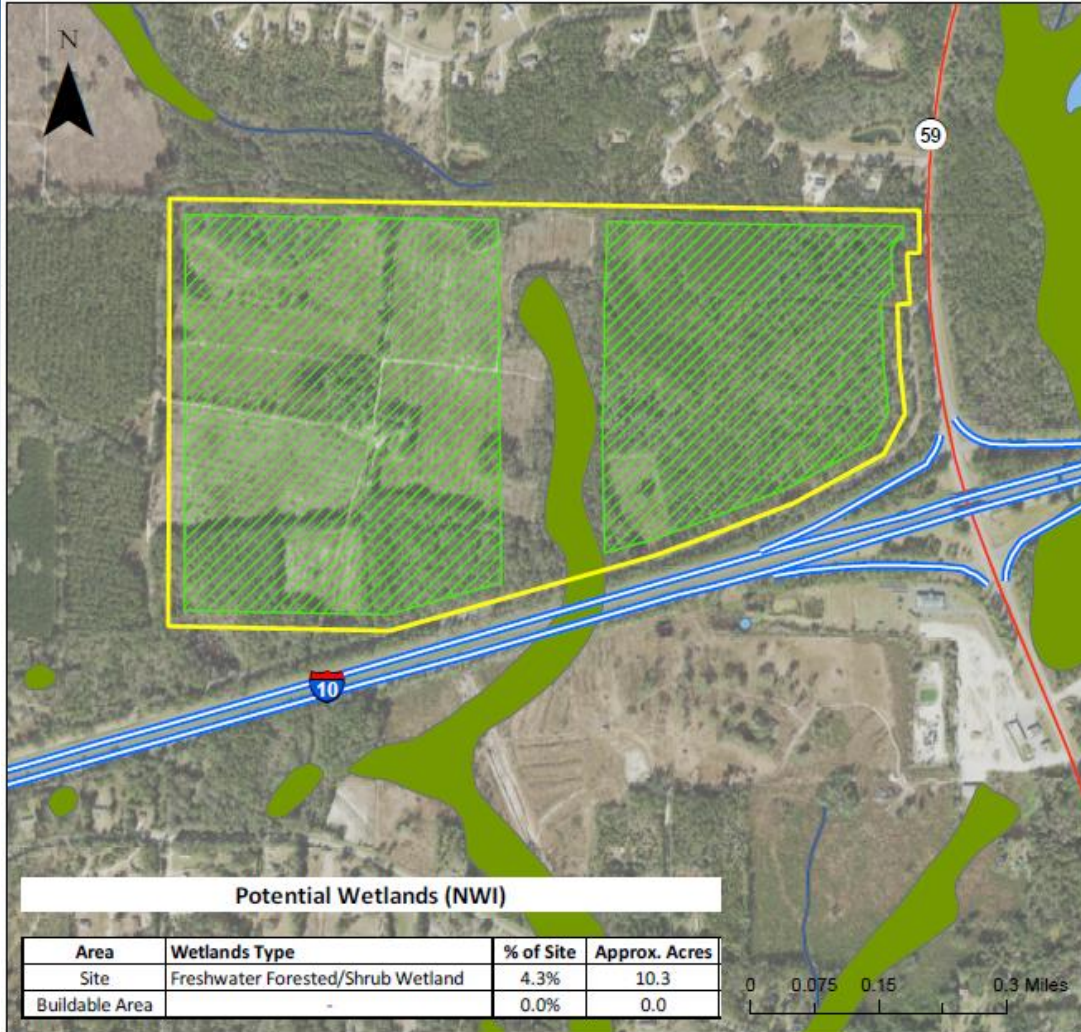 N
59
10
Potential Wetlands (NWI)
Area Wetlands Type % of Site Approx. Acres
Site Freshwater Forested/Shrub Wetland 4.3% 10.3
Buildable Area - 0.0% 0.0
0 0.075 0.15 0.3 Miles